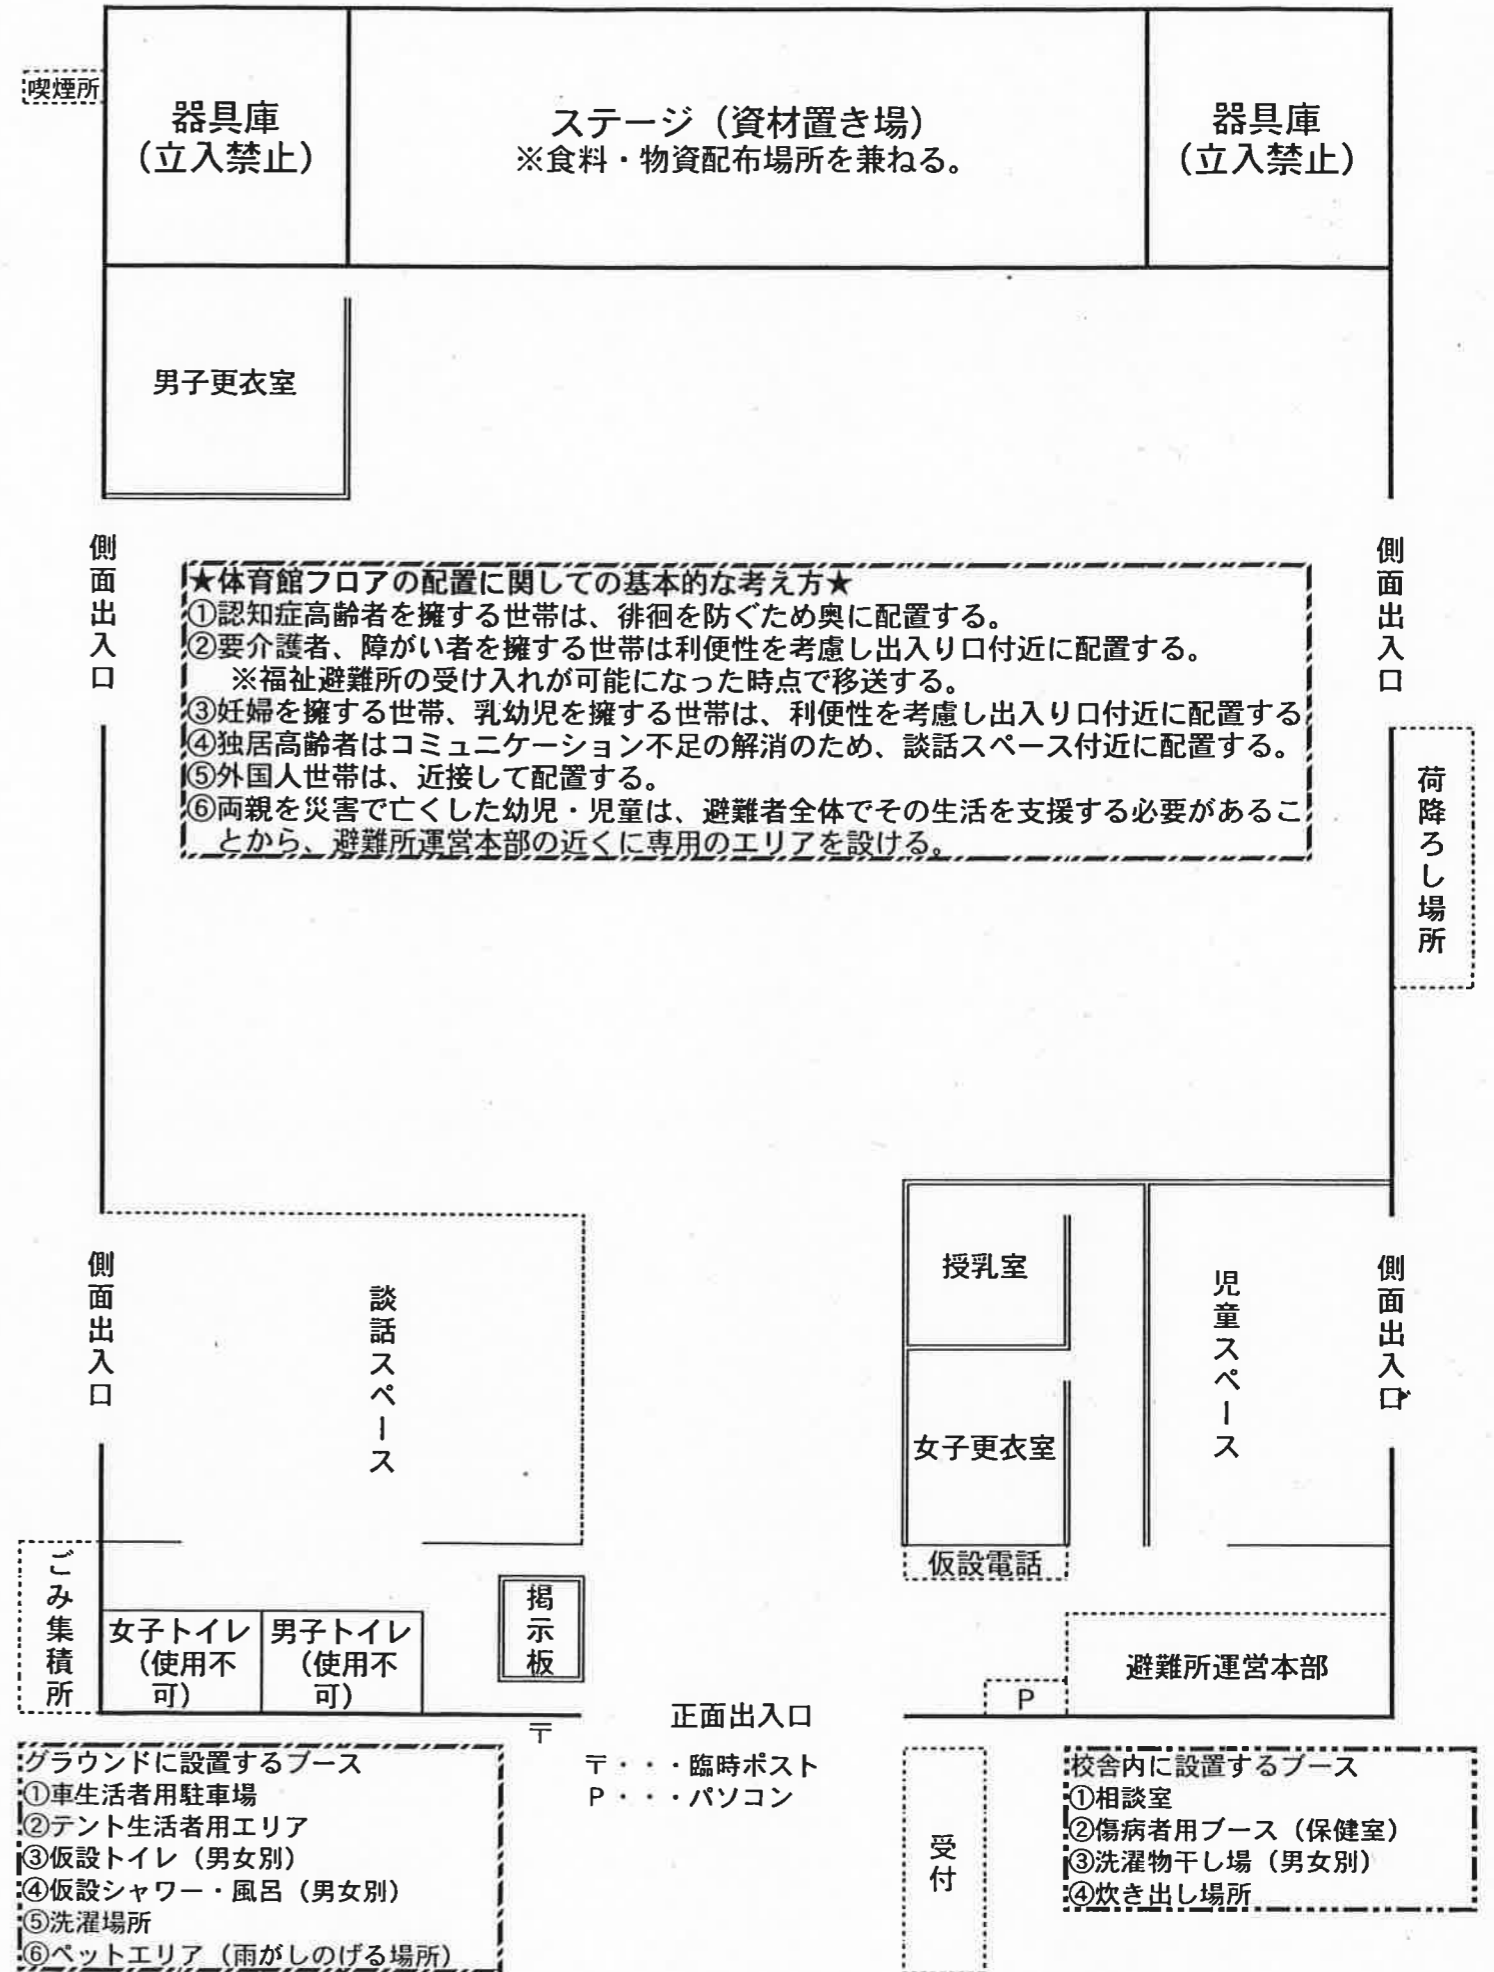 喫煙所
器具庫
（立入禁止）
ステージ（資材置き場）
※食料・物資配布場所を兼ねる。
器具庫
（立入禁止）
男子更衣室
側面出入口
側面出入口
★体育館フロアの配置に関しての基本的な考え方★
①認知症高齢者を擁する世帯は、徘徊を防ぐため奥に配置する。
②要介護者、障がい者を擁する世帯は利便性を考慮し出入り口付近に配置する。
※福祉避難所の受け入れが可能になった時点で移送する。
③妊婦を擁する世帯、乳幼児を擁する世帯は、利便性を考慮し出入り口付近に配置する
④独居高齢者はコミュニケーション不足の解消のため、談話スペース付近に配置する。
⑤外国人世帯は、近接して配置する。
⑥両親を災害で亡くした幼児・児童は、避難者全体でその生活を支援する必要があるこ
とから、避難所運営本部の近くに専用のエリアを設ける。
荷降ろし場所
側面出入口
談話スペース
授乳室
児童スペース
側面出入口
女子更衣室
仮設電話
ごみ集積所
女子トイレ
（使用不
可）
男子トイレ
（使用不
可）
掲示板
避難所運営本部
P
正面出入口
〒
〒・・・臨時ポスト
P・・・パソコン
グラウンドに設置するブース
①車生活者用駐車場
②テント生活者用エリア
③仮設トイレ（男女別）
④仮設シャワー・風呂（男女別）
⑤洗濯場所
⑥ペットエリア（雨がしのげる場所）
受付
校舎内に設置するブース
①相談室
②傷病者用ブース（保健室）
③洗濯物干し場（男女別）
④炊き出し場所